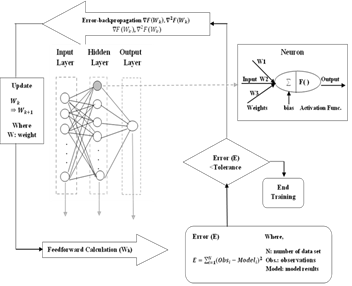 Error-backpropagation ∇F(W_k), ∇²F(W_k)
∇F(W_k), ∇²F(W_k)
Input Layer
Hidden Layer
Output Layer
Neuron
W1
Input W2
W3
Weights
Σ
F( )
Output
bias
Activation Func.
Update
W_k
⇒ W_{k+1}
Where
W: weight
Error (E)
<Tolerance
End
Training
Feedforward Calculation (W_k)
Error (E)
E = Σ_{i=1}^{N}(Obs_i − Model_i)²
Where,
N: number of data set
Obs.: observations
Model: model results